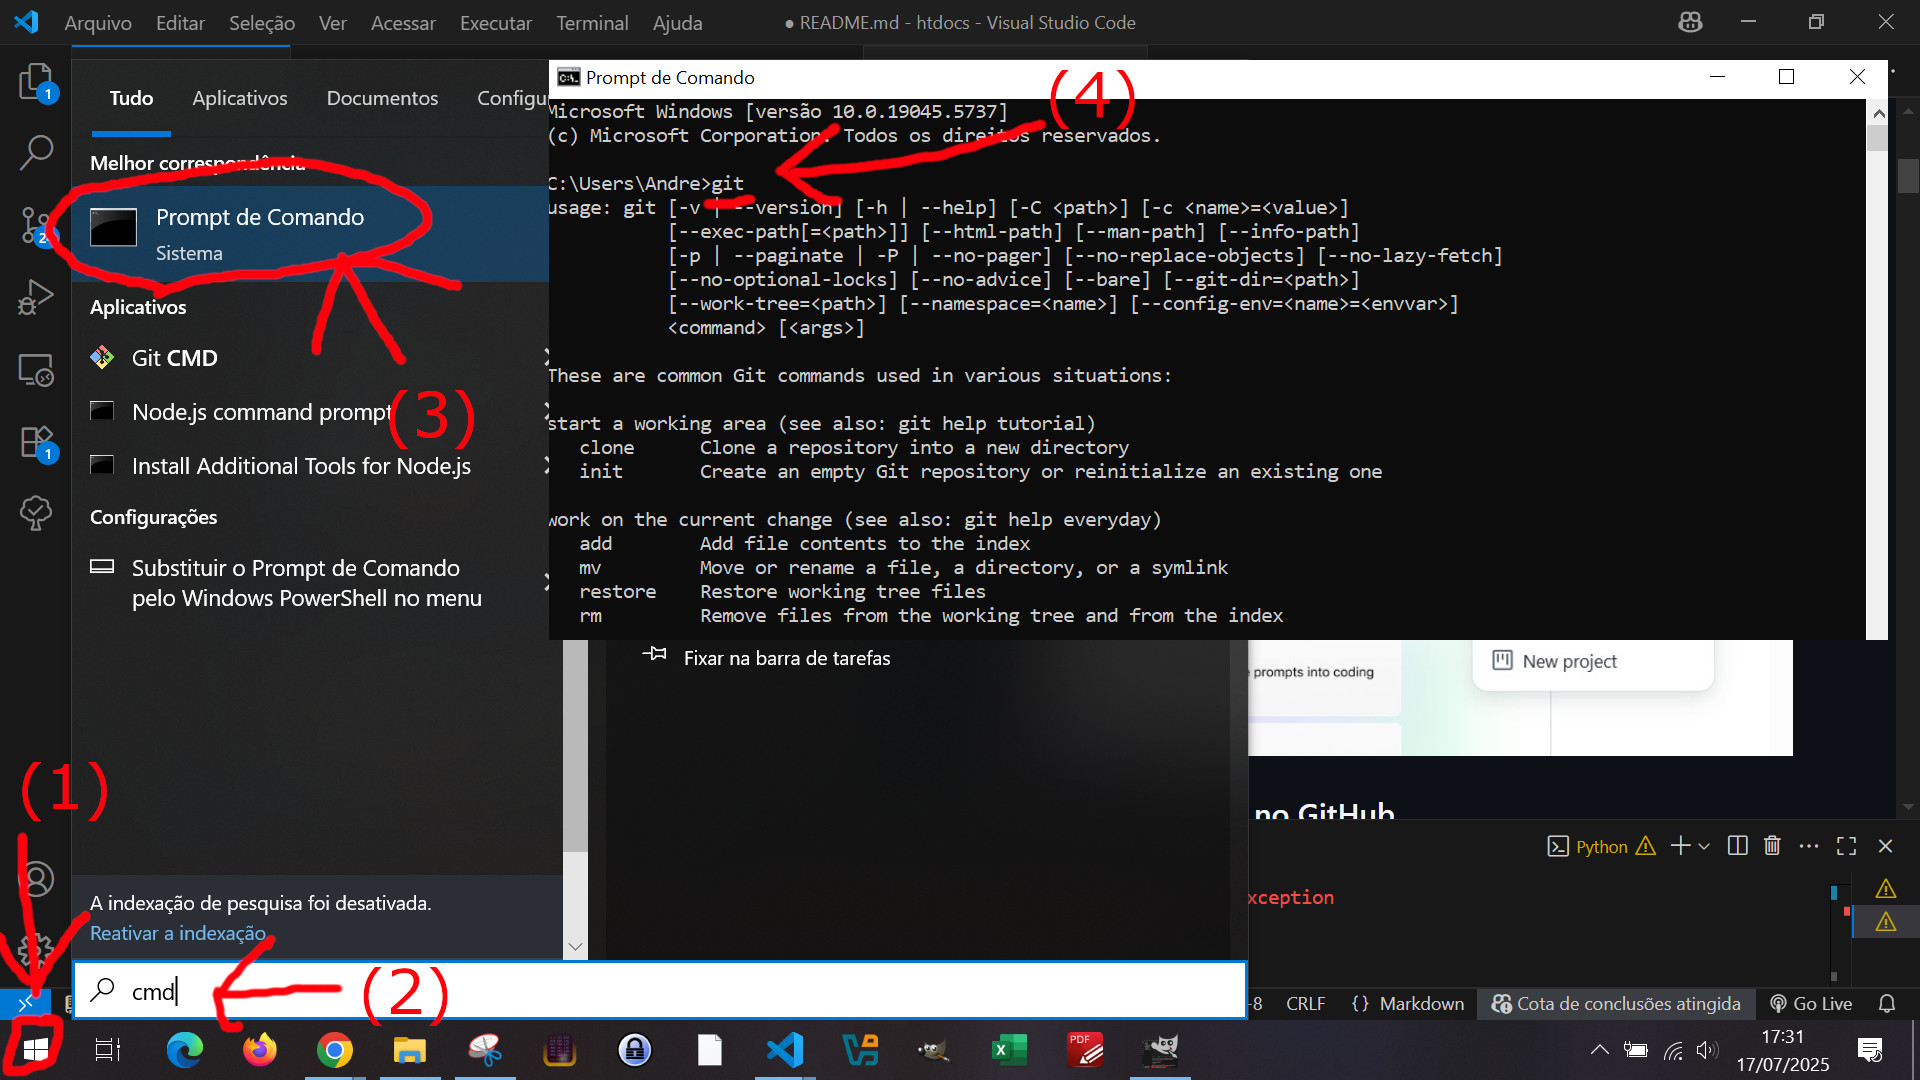 Arquivo Editar Seleção Ver Acessar Executar Terminal Ajuda
● README.md - htdocs - Visual Studio Code
1
1
Tudo Aplicativos Documentos Configu
Melhor correspondência
Prompt de Comando
Sistema
Aplicativos
Git CMD
Node.js command prompt
(3)
Install Additional Tools for Node.js
Configurações
Substituir o Prompt de Comando
pelo Windows PowerShell no menu
Prompt de Comando
(4)
Microsoft Windows [versão 10.0.19045.5737]
(c) Microsoft Corporation. Todos os direitos reservados.
C:\Users\Andre>git
usage: git [-v | --version] [-h | --help] [-C <path>] [-c <name>=<value>]
[--exec-path[=<path>]] [--html-path] [--man-path] [--info-path]
[-p | --paginate | -P | --no-pager] [--no-replace-objects] [--no-lazy-fetch]
[--no-optional-locks] [--no-advice] [--bare] [--git-dir=<path>]
[--work-tree=<path>] [--namespace=<name>] [--config-env=<name>=<envvar>]
<command> [<args>]
These are common Git commands used in various situations:
start a working area (see also: git help tutorial)
clone Clone a repository into a new directory
init Create an empty Git repository or reinitialize an existing one
work on the current change (see also: git help everyday)
add Add file contents to the index
mv Move or rename a file, a directory, or a symlink
restore Restore working tree files
rm Remove files from the working tree and from the index
Fixar na barra de tarefas
prompts into coding
New project
no GitHub
Python
xception
(1)
A indexação de pesquisa foi desativada.
Reativar a indexação
cmd
(2)
-8 CRLF {} Markdown Cota de conclusões atingida Go Live
PDF
17:31
17/07/2025